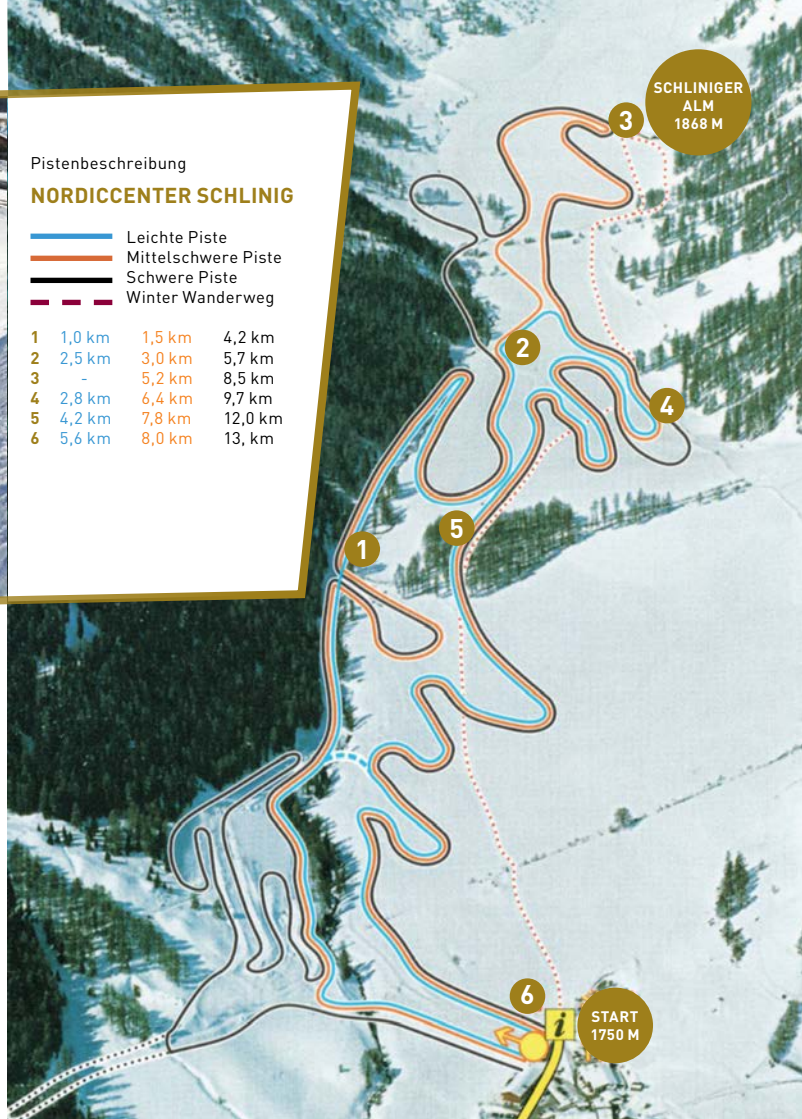 Pistenbeschreibung
NORDICCENTER SCHLINIG
Leichte Piste
Mittelschwere Piste
Schwere Piste
Winter Wanderweg
1 1,0 km 1,5 km 4,2 km
2 2,5 km 3,0 km 5,7 km
3 - 5,2 km 8,5 km
4 2,8 km 6,4 km 9,7 km
5 4,2 km 7,8 km 12,0 km
6 5,6 km 8,0 km 13, km
SCHLINIGER
ALM
1868 M
3
2
4
5
1
6
i
START
1750 M